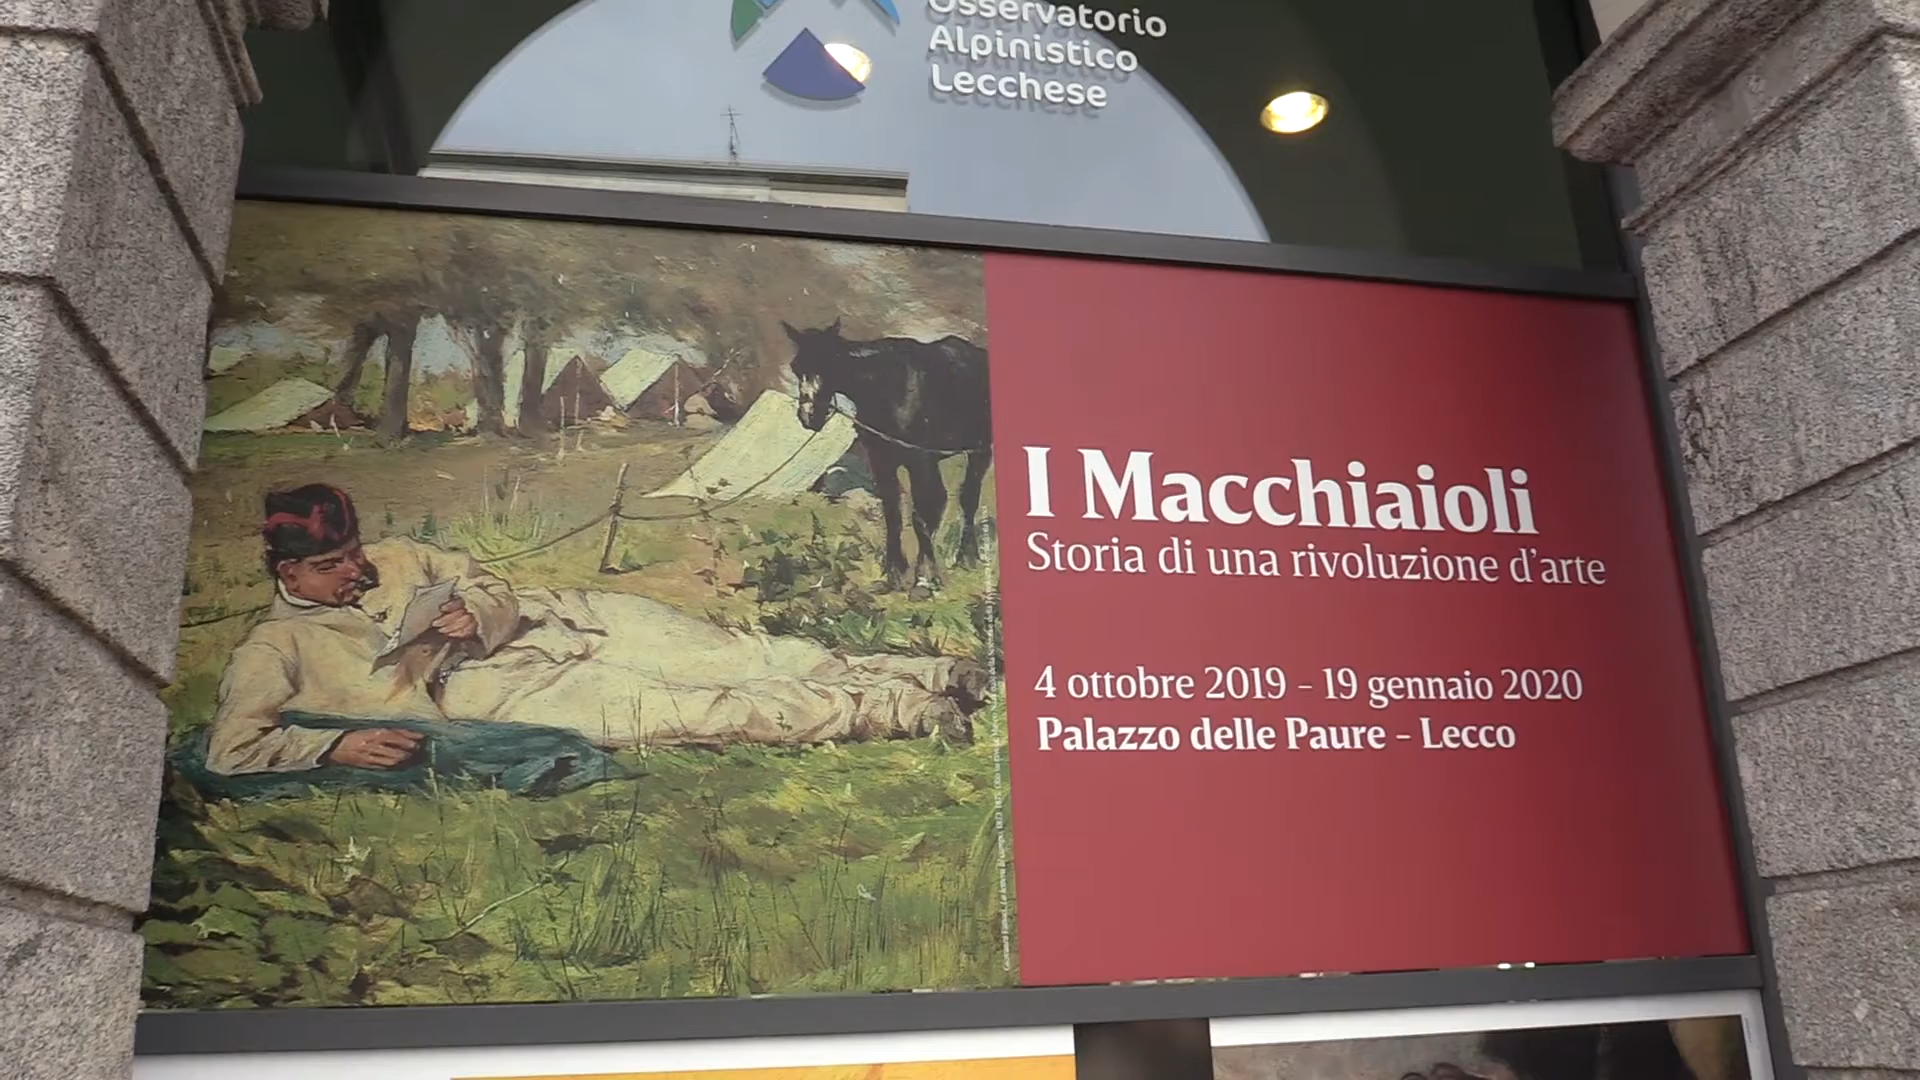 Osservatorio
Alpinistico
Lecchese
I Macchiaioli
Storia di una rivoluzione d'arte
4 ottobre 2019 - 19 gennaio 2020
Palazzo delle Paure - Lecco